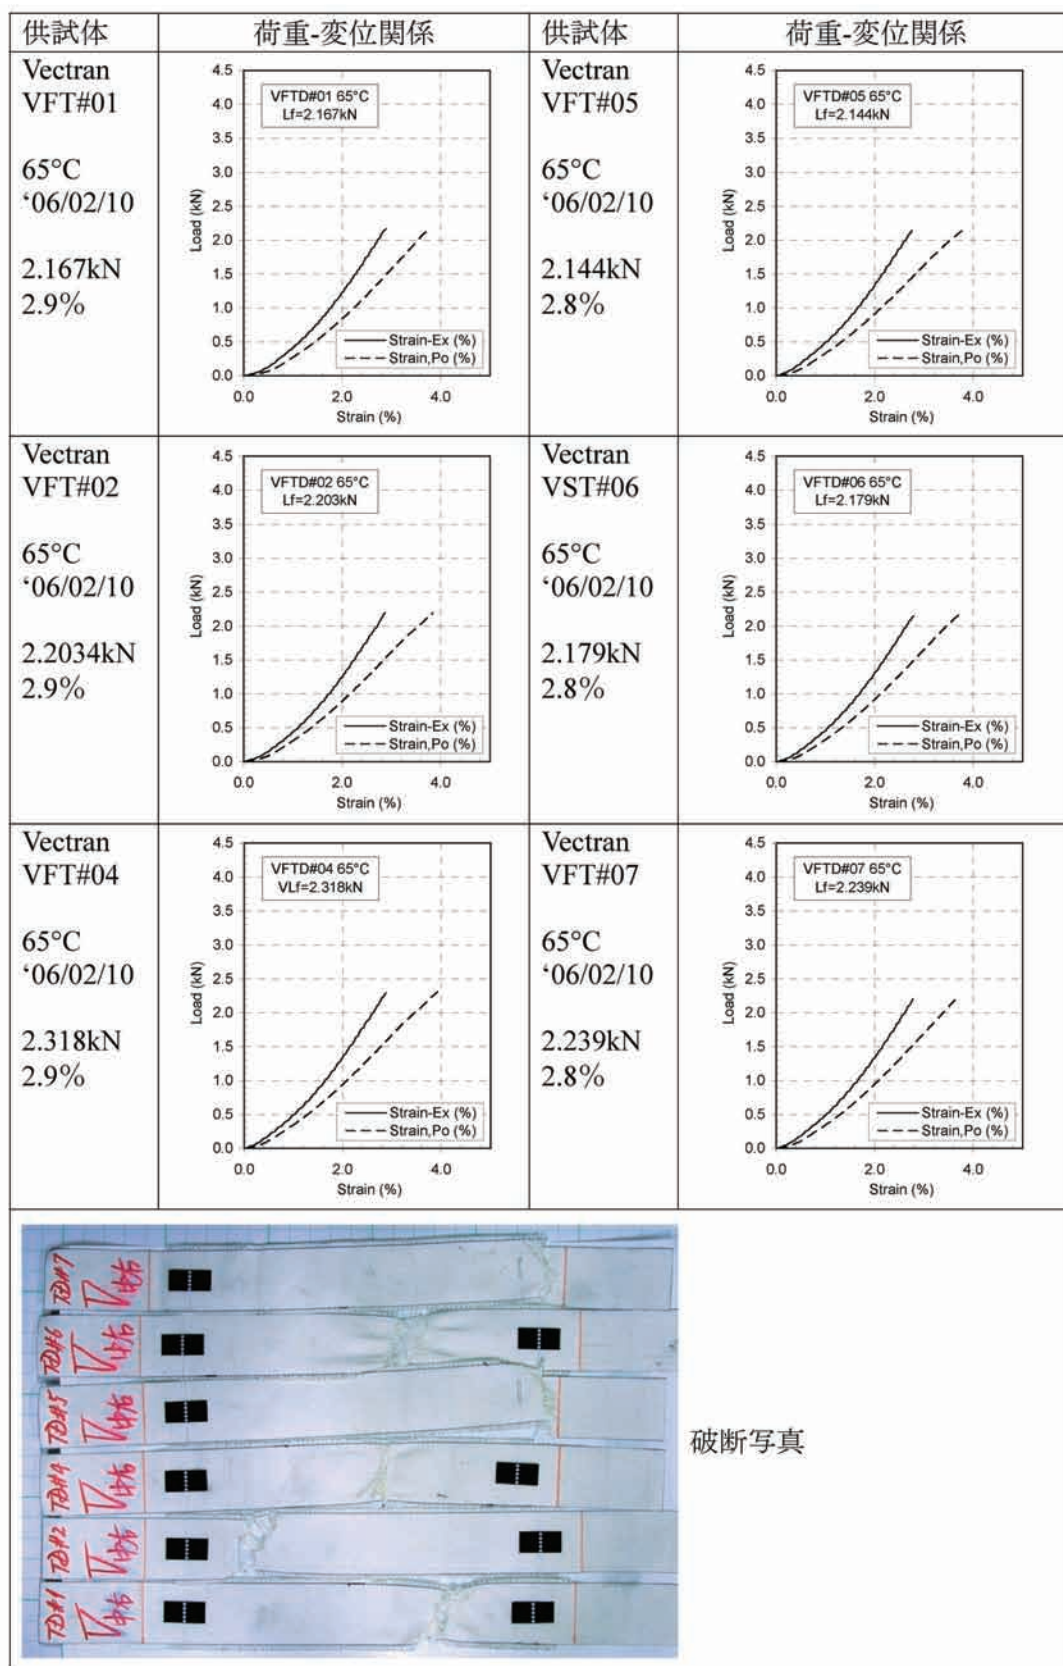 供試体
荷重-変位関係
供試体
荷重-変位関係
Vectran
VFT#01
65°C
‘06/02/10
2.167kN
2.9%
4.5
4.0
3.5
3.0
2.5
2.0
1.5
1.0
0.5
0.0
Load (kN)
VFTD#01 65°C
Lf=2.167kN
Strain-Ex (%)
Strain,Po (%)
0.0 2.0 4.0
Strain (%)
Vectran
VFT#05
65°C
‘06/02/10
2.144kN
2.8%
4.5
4.0
3.5
3.0
2.5
2.0
1.5
1.0
0.5
0.0
Load (kN)
VFTD#05 65°C
Lf=2.144kN
Strain-Ex (%)
Strain,Po (%)
0.0 2.0 4.0
Strain (%)
Vectran
VFT#02
65°C
‘06/02/10
2.2034kN
2.9%
4.5
4.0
3.5
3.0
2.5
2.0
1.5
1.0
0.5
0.0
Load (kN)
VFTD#02 65°C
Lf=2.203kN
Strain-Ex (%)
Strain,Po (%)
0.0 2.0 4.0
Strain (%)
Vectran
VST#06
65°C
‘06/02/10
2.179kN
2.8%
4.5
4.0
3.5
3.0
2.5
2.0
1.5
1.0
0.5
0.0
Load (kN)
VFTD#06 65°C
Lf=2.179kN
Strain-Ex (%)
Strain,Po (%)
0.0 2.0 4.0
Strain (%)
Vectran
VFT#04
65°C
‘06/02/10
2.318kN
2.9%
4.5
4.0
3.5
3.0
2.5
2.0
1.5
1.0
0.5
0.0
Load (kN)
VFTD#04 65°C
VLf=2.318kN
Strain-Ex (%)
Strain,Po (%)
0.0 2.0 4.0
Strain (%)
Vectran
VFT#07
65°C
‘06/02/10
2.239kN
2.8%
4.5
4.0
3.5
3.0
2.5
2.0
1.5
1.0
0.5
0.0
Load (kN)
VFTD#07 65°C
Lf=2.239kN
Strain-Ex (%)
Strain,Po (%)
0.0 2.0 4.0
Strain (%)
TD#7
TD#6
TD#5
TD#4
TD#2
TD#1
破断写真